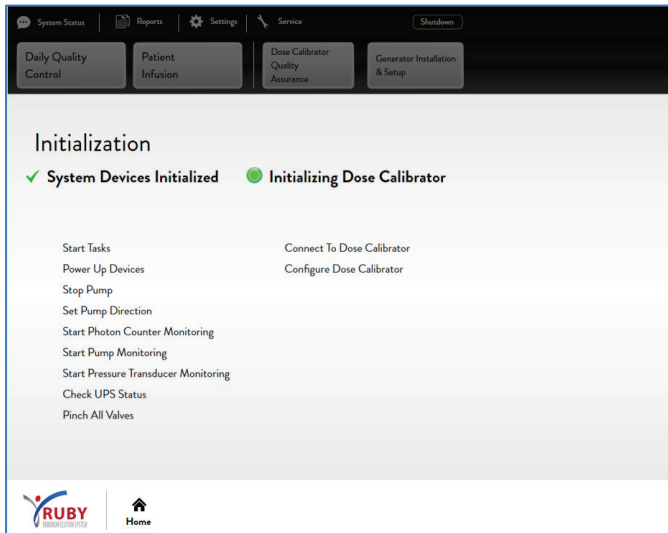 System Status
Reports
Settings
Service
Shutdown
Daily Quality
Control
Patient
Infusion
Dose Calibrator
Quality
Assurance
Generator Installation
& Setup
Initialization
System Devices Initialized
Initializing Dose Calibrator
Start Tasks
Power Up Devices
Stop Pump
Set Pump Direction
Start Photon Counter Monitoring
Start Pump Monitoring
Start Pressure Transducer Monitoring
Check UPS Status
Pinch All Valves
Connect To Dose Calibrator
Configure Dose Calibrator
RUBY
RUBIDIUM ELUTION SYSTEM
Home